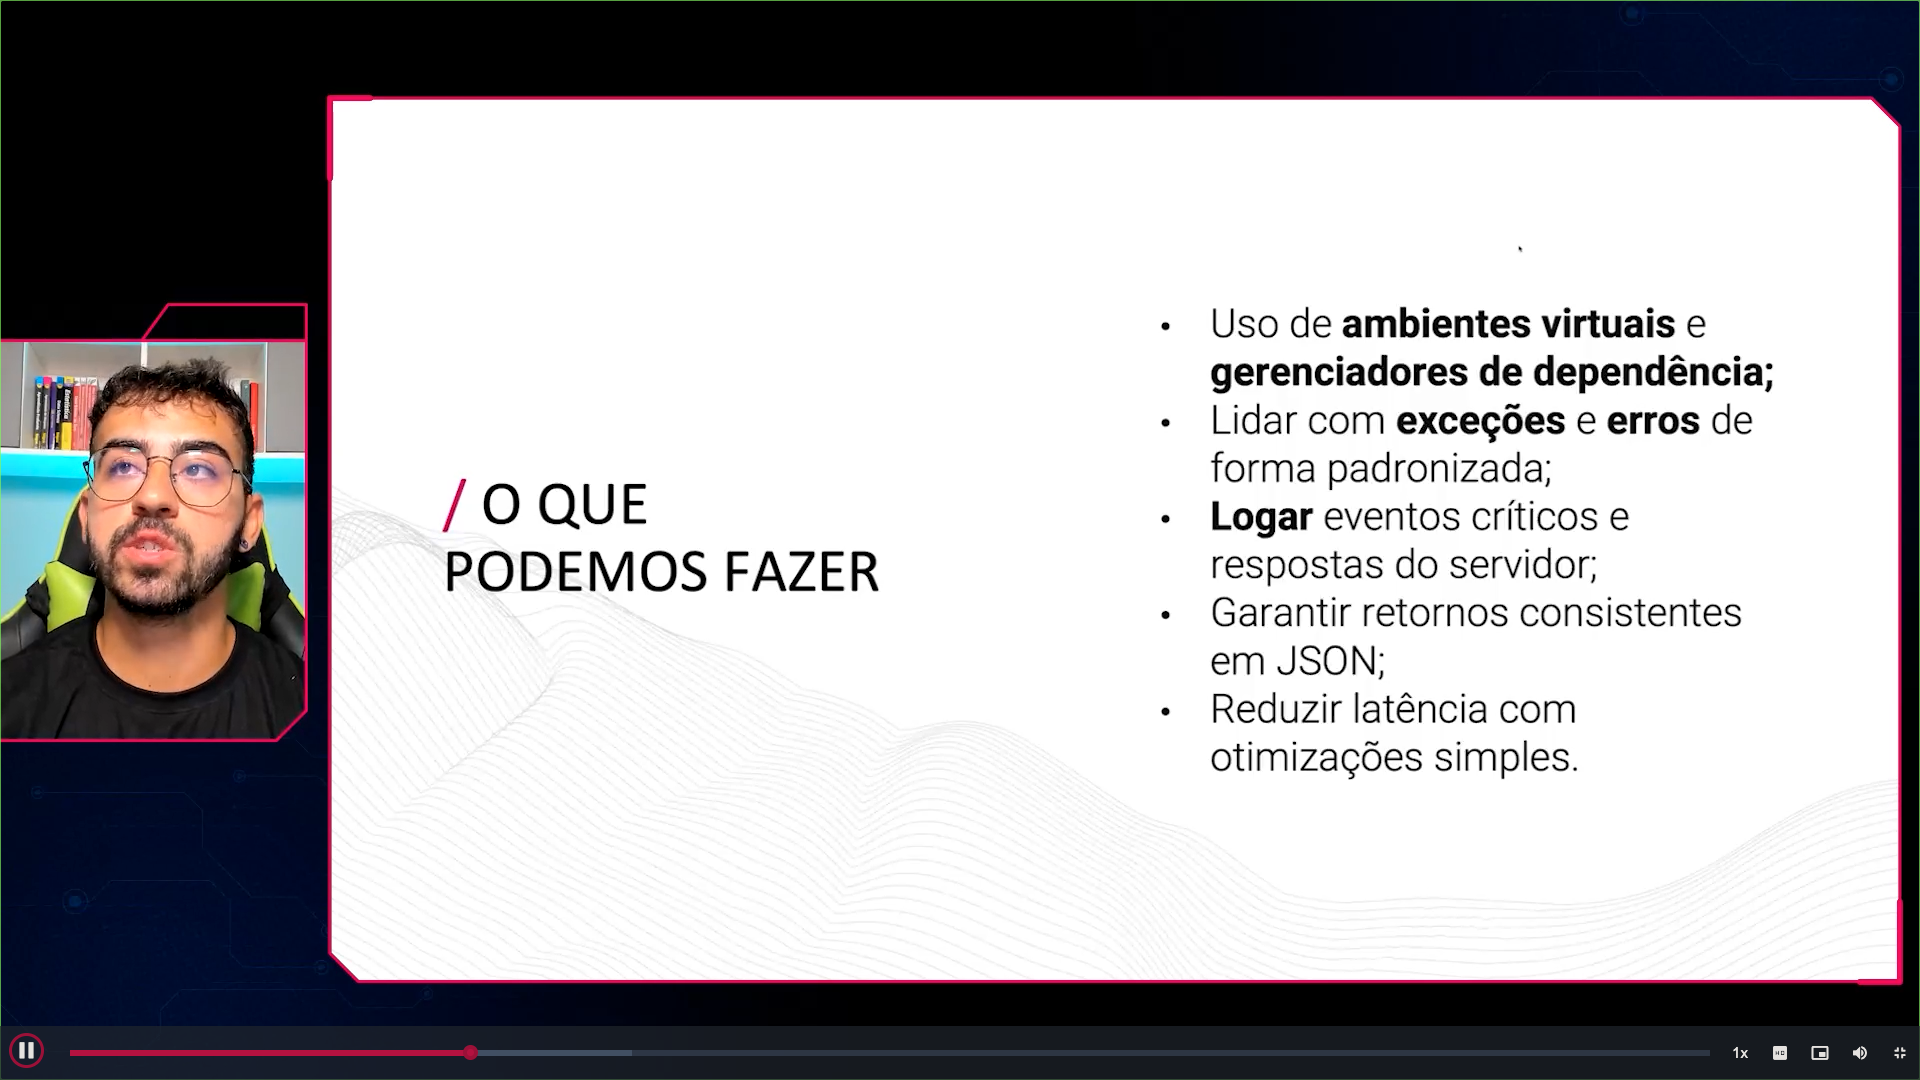 / O QUE
PODEMOS FAZER
• Uso de ambientes virtuais e
gerenciadores de dependência;
• Lidar com exceções e erros de
forma padronizada;
• Logar eventos críticos e
respostas do servidor;
• Garantir retornos consistentes
em JSON;
• Reduzir latência com
otimizações simples.
1x
HD